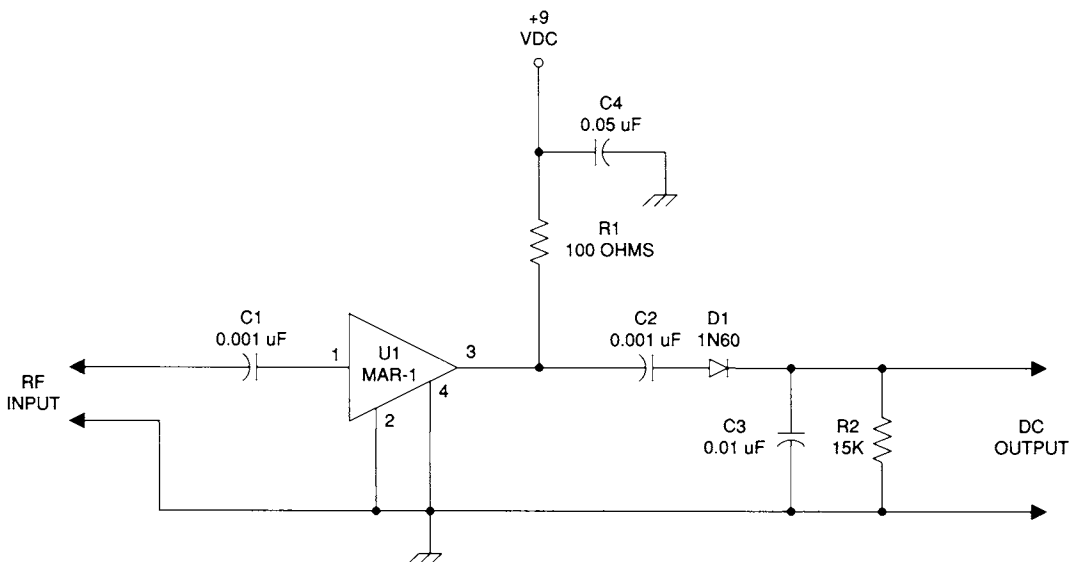 +9
VDC
C4
0.05 uF
R1
100 OHMS
C1
0.001 uF
C2
0.001 uF
D1
1N60
1
U1
MAR-1
3
4
2
RF
INPUT
C3
0.01 uF
R2
15K
DC
OUTPUT